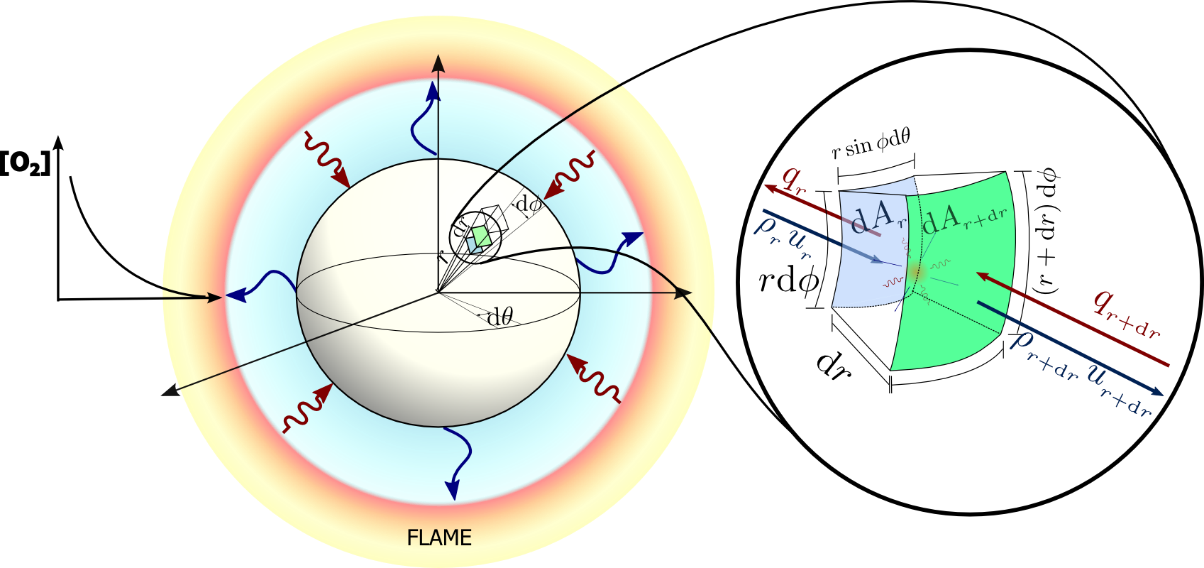 [O₂]
dϕ
dr
r
dθ
FLAME
r sin ϕdθ
qᵣ
ρᵣ uᵣ
dAᵣ
dAᵣ₊dr
rdϕ
(r + dr) dϕ
qᵣ₊dr
ρᵣ₊dr uᵣ₊dr
dr